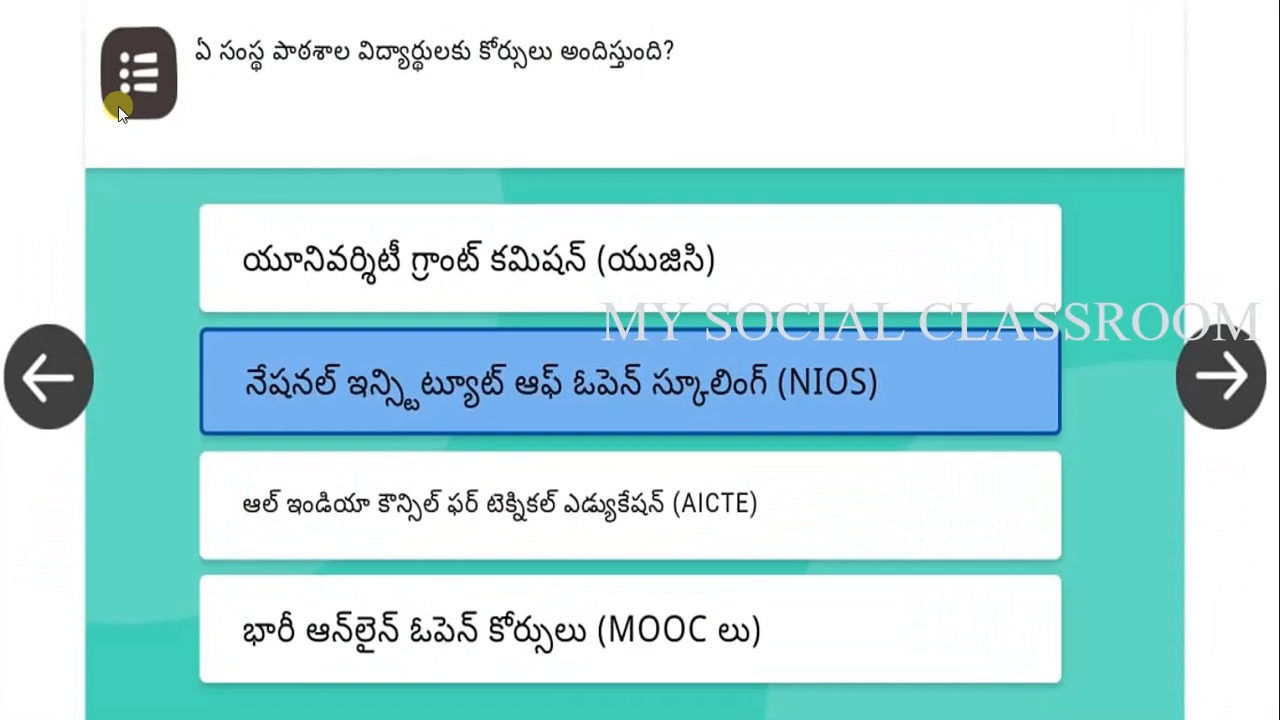 ఏ సంస్థ పాఠశాల విద్యార్థులకు కోర్సులు అందిస్తుంది?
యూనివర్శిటీ గ్రాంట్ కమిషన్ (యుజిసి)
MY SOCIAL CLASSROOM
నేషనల్ ఇన్స్టిట్యూట్ ఆఫ్ ఓపెన్ స్కూలింగ్ (NIOS)
ఆల్ ఇండియా కౌన్సిల్ ఫర్ టెక్నికల్ ఎడ్యుకేషన్ (AICTE)
భారీ ఆన్‌లైన్ ఓపెన్ కోర్సులు (MOOC లు)